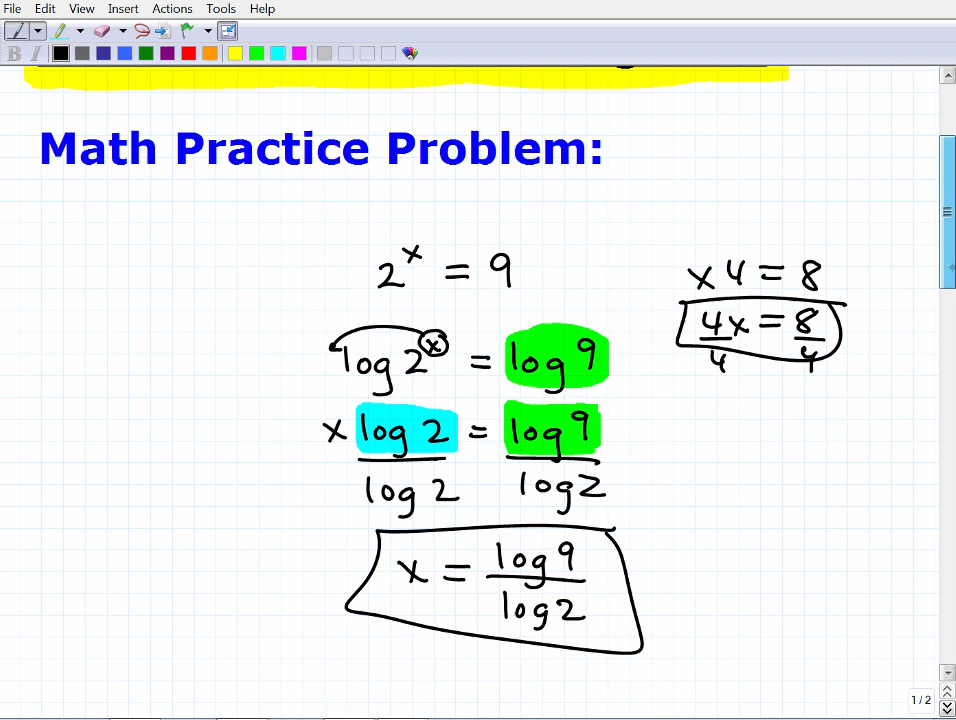 File Edit View Insert Actions Tools Help
B I
Math Practice Problem:
2^x = 9
log 2^x = log 9
x log 2 = log 9
log 2 log 2
x = log 9 / log 2
x 4 = 8
4x = 8
4 4
1 / 2